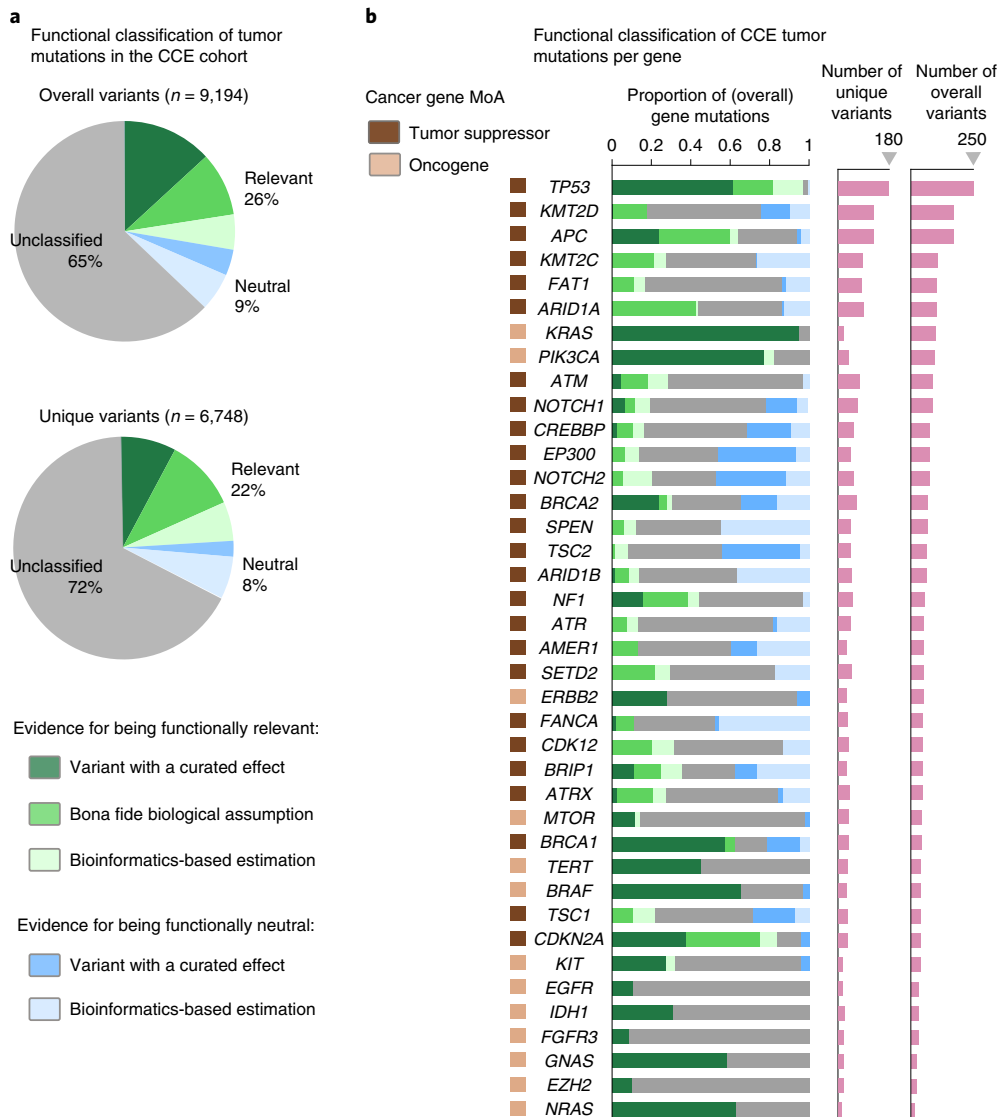 a
Functional classification of tumor
mutations in the CCE cohort
Overall variants (n = 9,194)
Relevant
26%
Unclassified
65%
Neutral
9%
Unique variants (n = 6,748)
Relevant
22%
Unclassified
72%
Neutral
8%
Evidence for being functionally relevant:
Variant with a curated effect
Bona fide biological assumption
Bioinformatics-based estimation
Evidence for being functionally neutral:
Variant with a curated effect
Bioinformatics-based estimation
b
Functional classification of CCE tumor
mutations per gene
Cancer gene MoA
Tumor suppressor
Oncogene
Proportion of (overall)
gene mutations
0 0.2 0.4 0.6 0.8 1
Number of
unique
variants
180
Number of
overall
variants
250
TP53
KMT2D
APC
KMT2C
FAT1
ARID1A
KRAS
PIK3CA
ATM
NOTCH1
CREBBP
EP300
NOTCH2
BRCA2
SPEN
TSC2
ARID1B
NF1
ATR
AMER1
SETD2
ERBB2
FANCA
CDK12
BRIP1
ATRX
MTOR
BRCA1
TERT
BRAF
TSC1
CDKN2A
KIT
EGFR
IDH1
FGFR3
GNAS
EZH2
NRAS